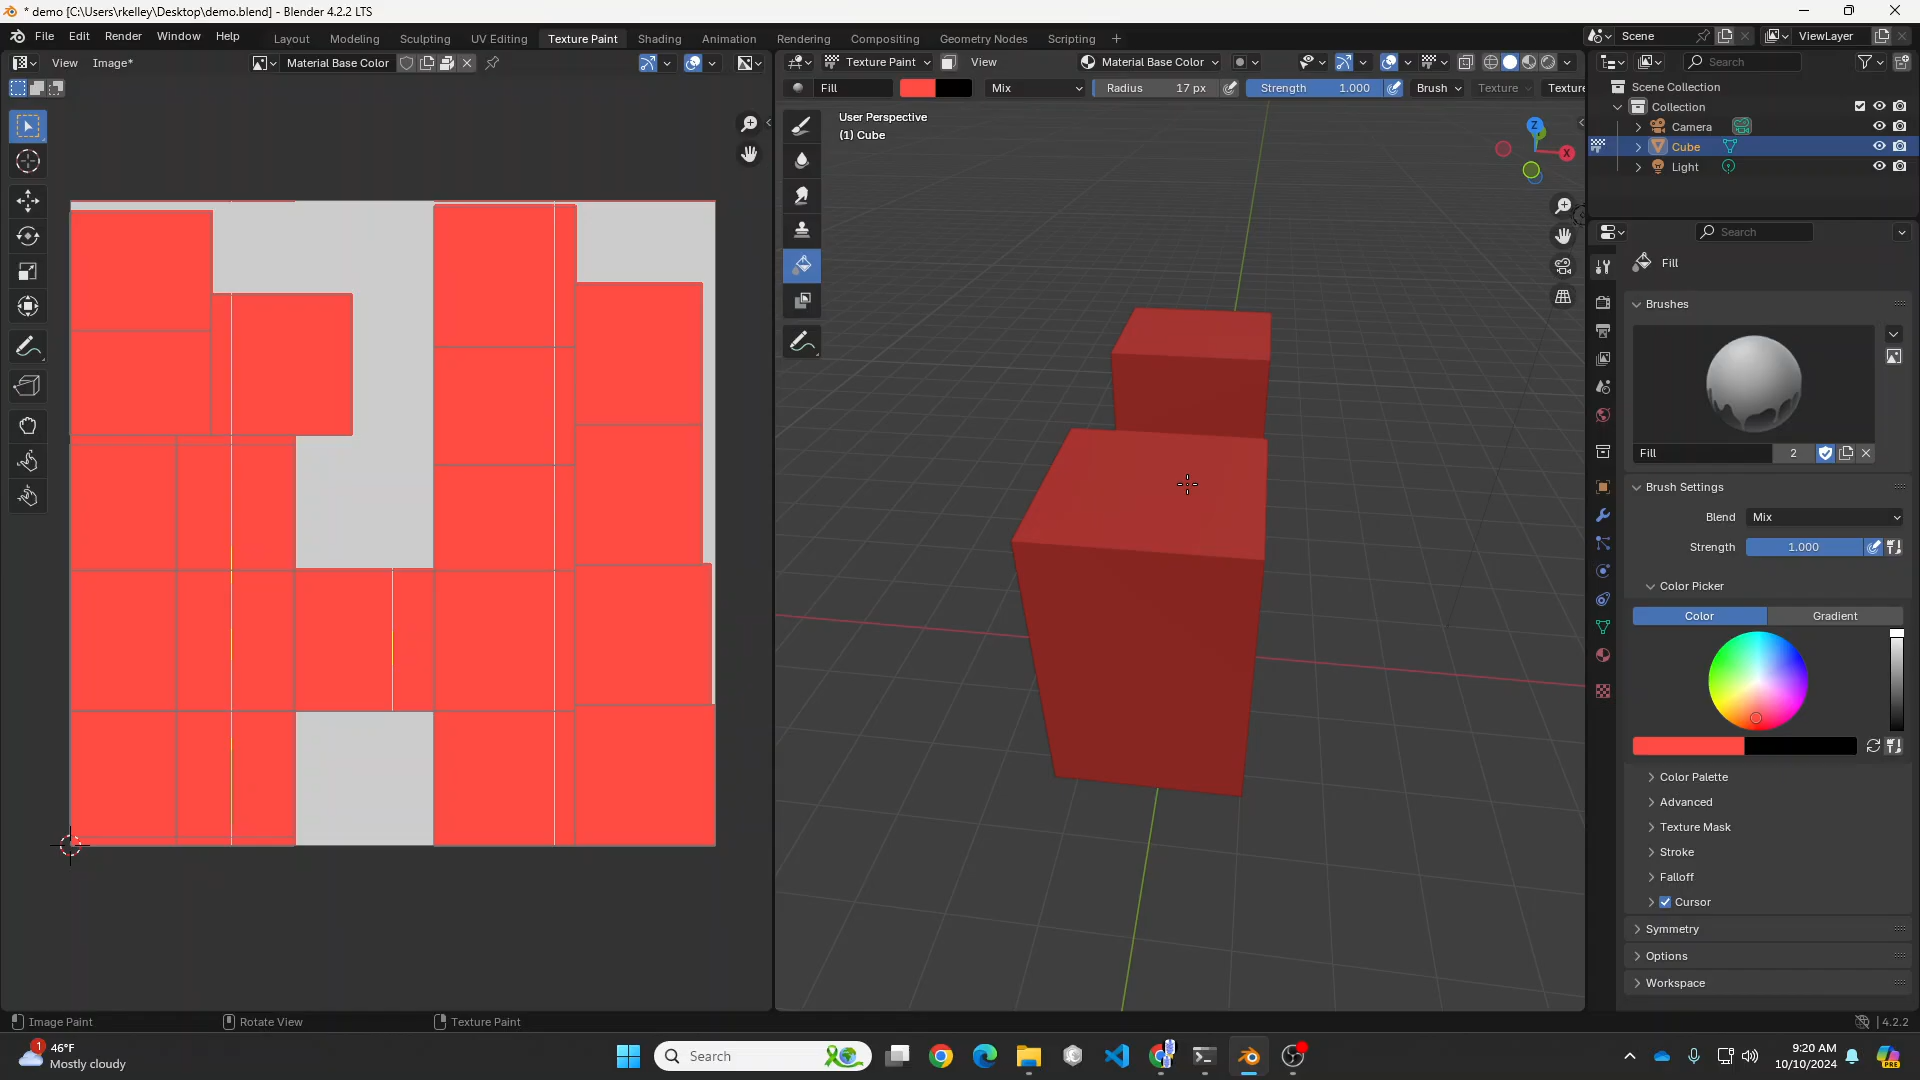 * demo [C:\Users\rkelley\Desktop\demo.blend] - Blender 4.2.2 LTS
File Edit Render Window Help Layout Modeling Sculpting UV Editing Texture Paint Shading Animation Rendering Compositing Geometry Nodes Scripting + Scene ViewLayer
View Image* Material Base Color Texture Paint View Material Base Color Search
Fill Mix Radius 17 px Strength 1.000 Brush Texture Texture
User Perspective
(1) Cube
Z
X
Scene Collection
Collection
Camera
Cube
Light
Search
Fill
Brushes
Fill 2
Brush Settings
Blend Mix
Strength 1.000
Color Picker
Color Gradient
Color Palette
Advanced
Texture Mask
Stroke
Falloff
Cursor
Symmetry
Options
Workspace
Image Paint Rotate View Texture Paint 4.2.2
1
46°F
Mostly cloudy
Search
9:20 AM
10/10/2024
PRE